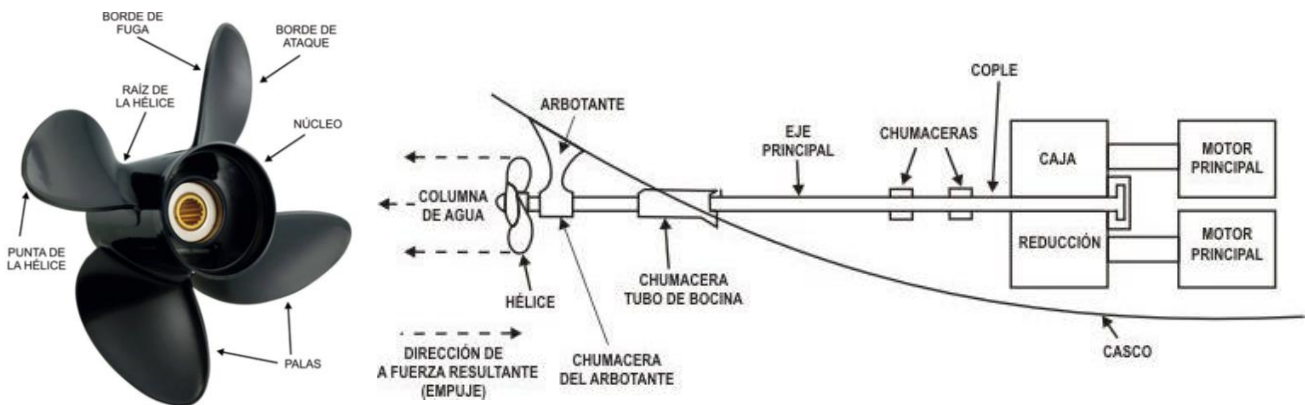 BORDE DE
FUGA
BORDE DE
ATAQUE
RAÍZ DE
LA HÉLICE
NÚCLEO
PUNTA DE
LA HÉLICE
PALAS
ARBOTANTE
COPLE
EJE
PRINCIPAL
CHUMACERAS
CAJA
REDUCCIÓN
MOTOR
PRINCIPAL
MOTOR
PRINCIPAL
COLUMNA
DE AGUA
HÉLICE
CHUMACERA
TUBO DE BOCINA
DIRECCIÓN DE
A FUERZA RESULTANTE
(EMPUJE)
CHUMACERA
DEL ARBOTANTE
CASCO